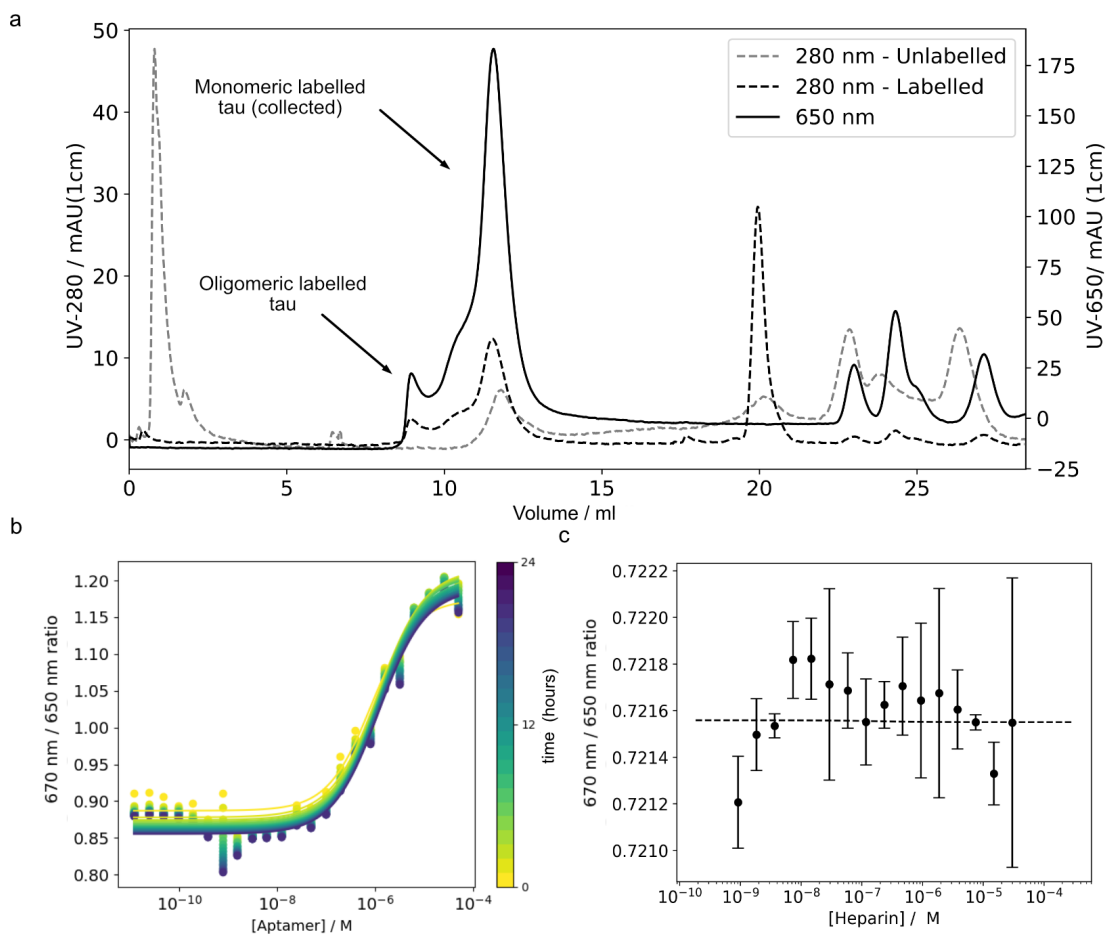 a
UV-280 / mAU(1cm)
50
40
30
20
10
0
Monomeric labelled
tau (collected)
Oligomeric labelled
tau
280 nm - Unlabelled
280 nm - Labelled
650 nm
175
150
125
100
75
50
25
0
−25
UV-650/ mAU (1cm)
0
5
10
15
20
25
Volume / ml
b
670 nm / 650 nm ratio
1.20
1.15
1.10
1.05
1.00
0.95
0.90
0.85
0.80
10⁻¹⁰
10⁻⁸
10⁻⁶
10⁻⁴
[Aptamer] / M
24
12
0
time (hours)
c
670 nm / 650 nm ratio
0.7222
0.7220
0.7218
0.7216
0.7214
0.7212
0.7210
10⁻¹⁰
10⁻⁹
10⁻⁸
10⁻⁷
10⁻⁶
10⁻⁵
10⁻⁴
[Heparin] / M